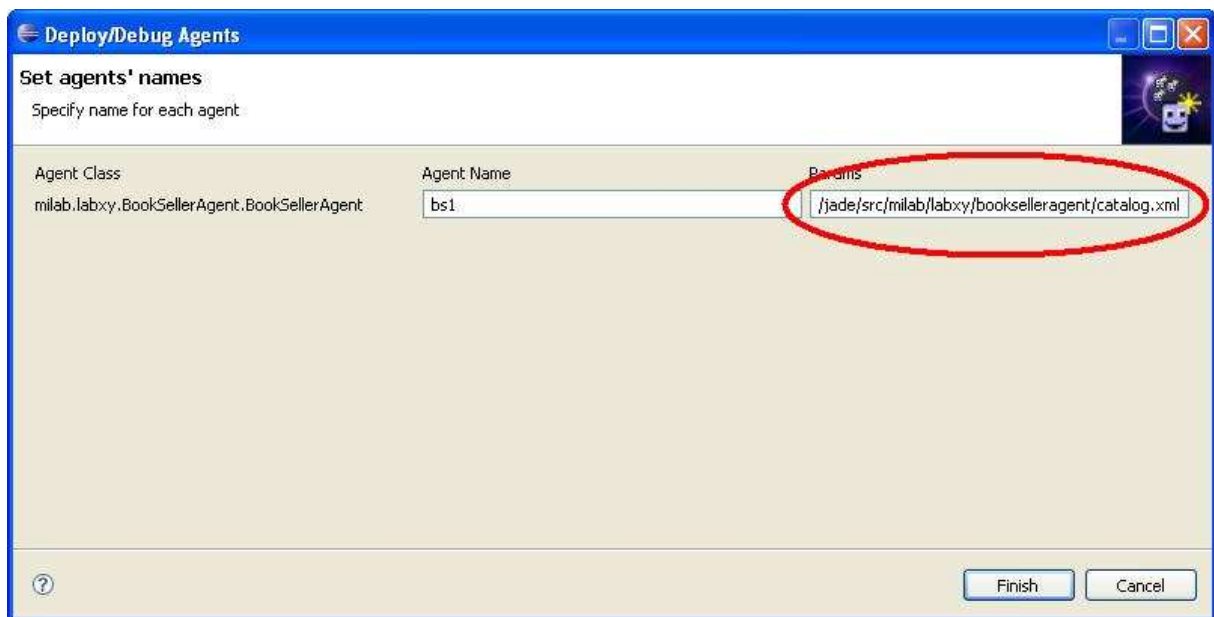 Deploy/Debug Agents
Set agents' names
Specify name for each agent
Agent Class Agent Name Params
milab.labxy.BookSellerAgent.BookSellerAgent bs1 /jade/src/milab/labxy/bookselleragent/catalog.xml
? Finish Cancel